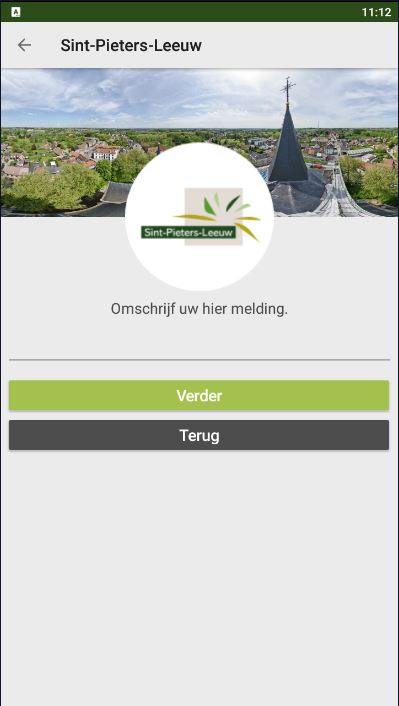 A
11:12
Sint-Pieters-Leeuw
Sint-Pieters-Leeuw
Omschrijf uw hier melding.
Verder
Terug